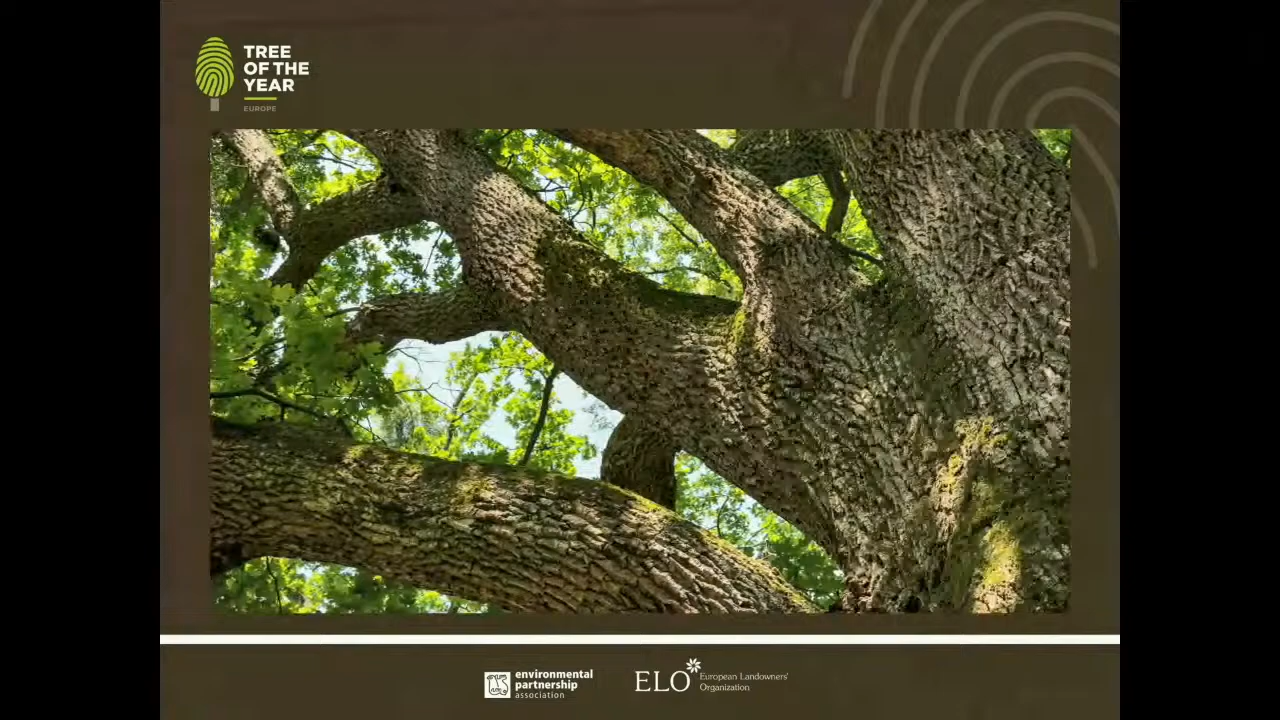 TREE
OF THE
YEAR
EUROPE
environmental
partnership
association
ELO
European Landowners'
Organization